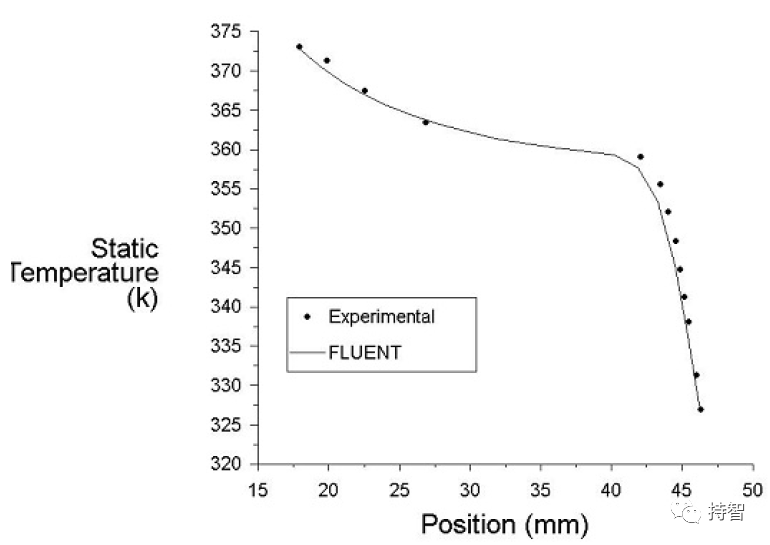 375
370
365
360
355
350
345
340
335
330
325
320
Static
Temperature
(k)
Experimental
FLUENT
15 20 25 30 35 40 45 50
Position (mm)
持智